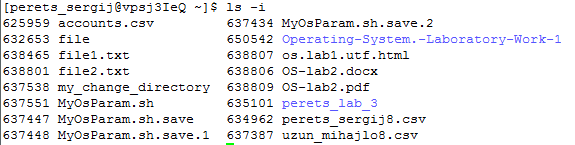 [perets_sergij@vpsj3IeQ ~]$ ls -i
625959 accounts.csv 637434 MyOsParam.sh.save.2
632653 file 650542 Operating-System.-Laboratory-Work-1
638465 file1.txt 638807 os.lab1.utf.html
638801 file2.txt 638806 OS-lab2.docx
637538 my_change_directory 638809 OS-lab2.pdf
637551 MyOsParam.sh 635101 perets_lab_3
637447 MyOsParam.sh.save 634962 perets_sergij8.csv
637448 MyOsParam.sh.save.1 637387 uzun_mihajlo8.csv